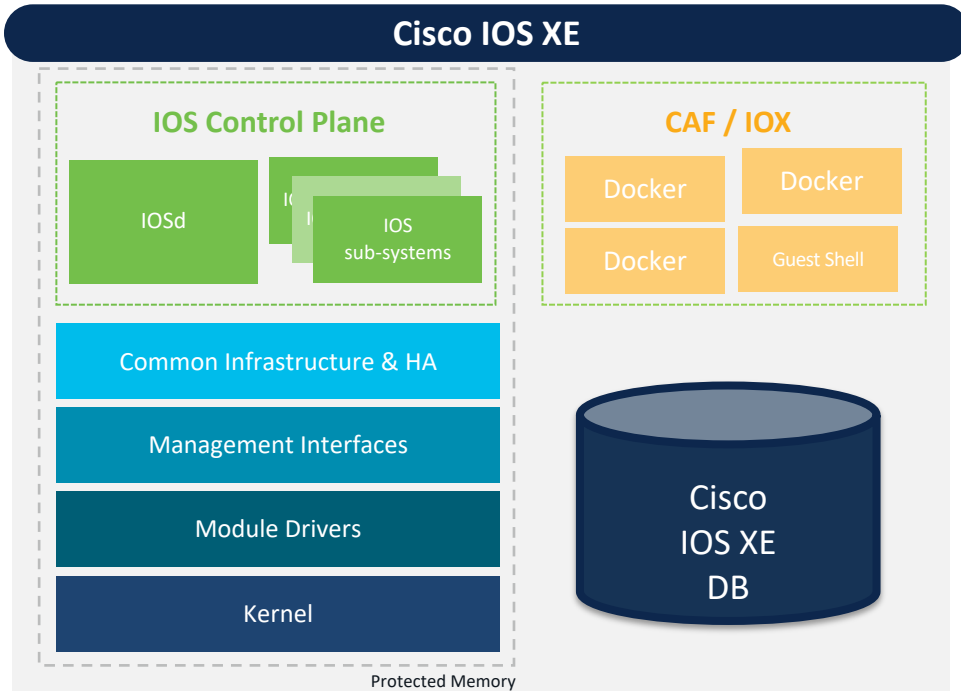 Cisco IOS XE
IOS Control Plane
IOSd
IOS
sub-systems
Common Infrastructure & HA
Management Interfaces
Module Drivers
Kernel
Protected Memory
CAF / IOX
Docker
Docker
Docker
Guest Shell
Cisco
IOS XE
DB